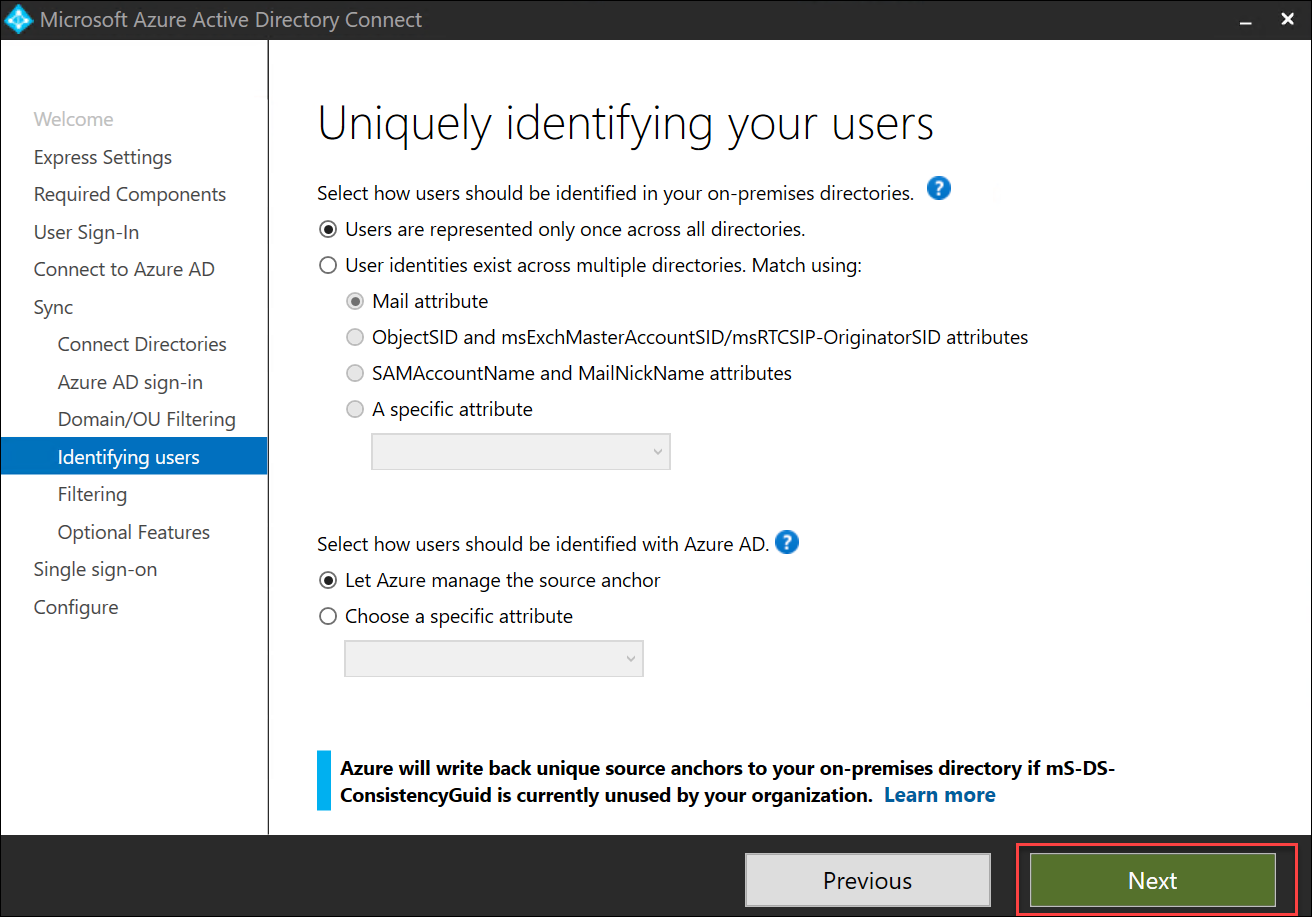 Microsoft Azure Active Directory Connect
Welcome
Express Settings
Required Components
User Sign-In
Connect to Azure AD
Sync
Connect Directories
Azure AD sign-in
Domain/OU Filtering
Identifying users
Filtering
Optional Features
Single sign-on
Configure
Uniquely identifying your users
Select how users should be identified in your on-premises directories. ?
Users are represented only once across all directories.
User identities exist across multiple directories. Match using:
Mail attribute
ObjectSID and msExchMasterAccountSID/msRTCSIP-OriginatorSID attributes
SAMAccountName and MailNickName attributes
A specific attribute
Select how users should be identified with Azure AD. ?
Let Azure manage the source anchor
Choose a specific attribute
Azure will write back unique source anchors to your on-premises directory if mS-DS-
ConsistencyGuid is currently unused by your organization. Learn more
Previous
Next